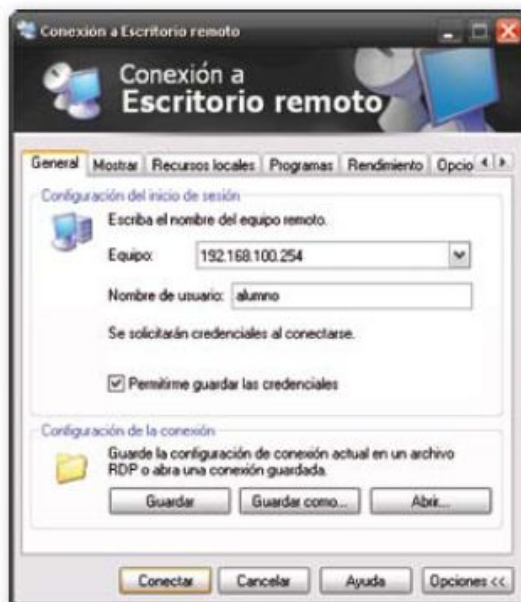 Conexión a Escritorio remoto
Conexión a
Escritorio remoto
General Mostrar Recursos locales Programas Rendimiento Opcio
Configuración del inicio de sesión
Escriba el nombre del equipo remoto.
Equipo: 192.168.100.254
Nombre de usuario: alumno
Se solicitarán credenciales al conectarse.
Permitirme guardar las credenciales
Configuración de la conexión
Guarde la configuración de conexión actual en un archivo
RDP o abra una conexión guardada.
Guardar Guardar como... Abrir...
Conectar Cancelar Ayuda Opciones <<